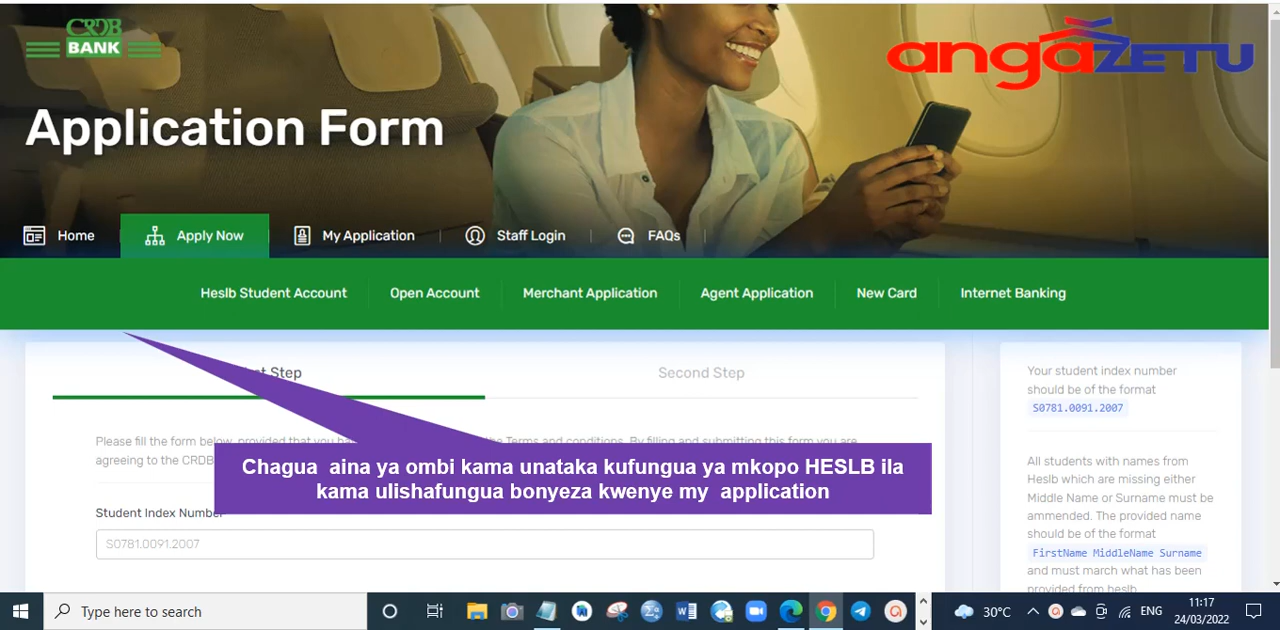 CRDB
BANK
angaZETU
Application Form
Home
Apply Now
My Application
Staff Login
FAQs
Heslb Student Account
Open Account
Merchant Application
Agent Application
New Card
Internet Banking
Step
Second Step
Please fill the form below, provided that you ha
the Terms and conditions. By filling and submitting this form you are
agreeing to the CRDB
Chagua aina ya ombi kama unataka kufungua ya mkopo HESLB ila
kama ulishafungua bonyeza kwenye my application
Student Index Number
S0781.0091.2007
Your student index number
should be of the format
S0781.0091.2007
All students with names from
Heslb which are missing either
Middle Name or Surname must be
ammended. The provided name
should be of the format
FirstName MiddleName Surname
and must march what has been
provided from heslb
Type here to search
30°C
ENG
11:17
24/03/2022